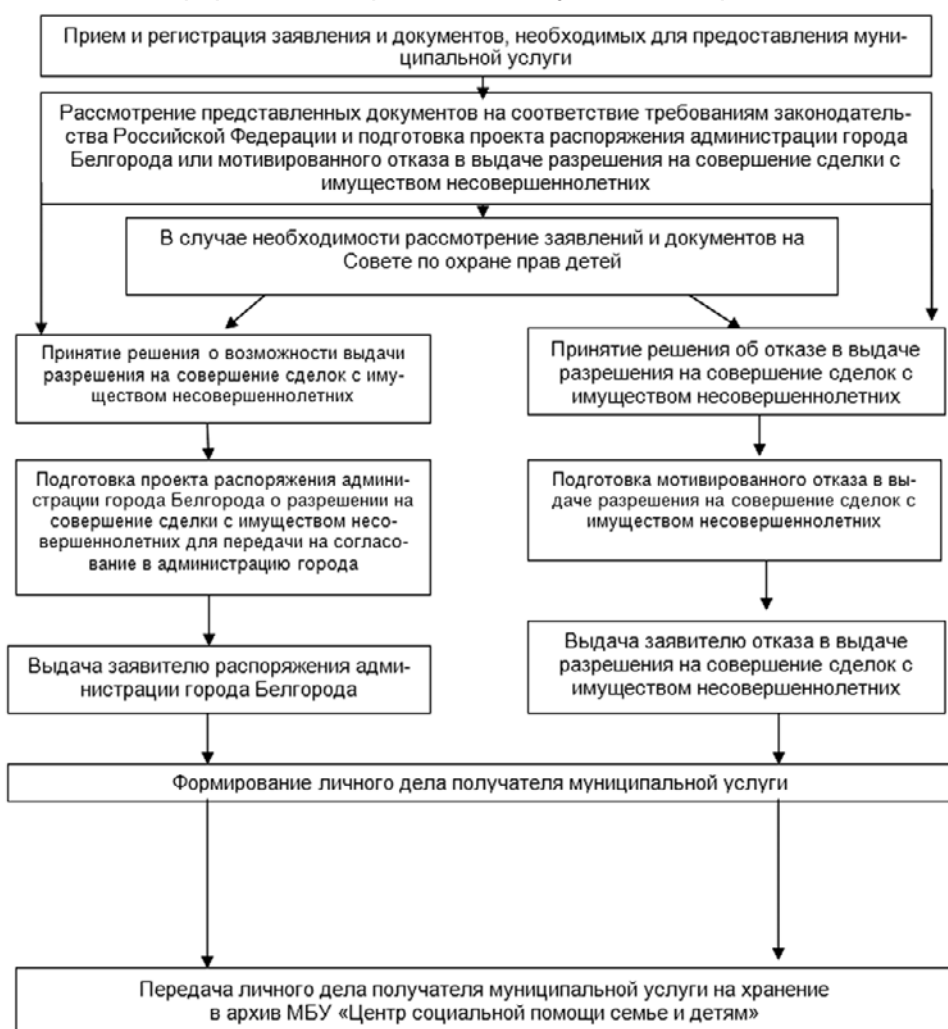 Прием и регистрация заявления и документов, необходимых для предоставления муни-
ципальной услуги
Рассмотрение представленных документов на соответствие требованиям законодатель-
ства Российской Федерации и подготовка проекта распоряжения администрации города
Белгорода или мотивированного отказа в выдаче разрешения на совершение сделки с
имуществом несовершеннолетних
В случае необходимости рассмотрение заявлений и документов на
Совете по охране прав детей
Принятие решения о возможности выдачи
разрешения на совершение сделок с иму-
ществом несовершеннолетних
Принятие решения об отказе в выдаче
разрешения на совершение сделок с
имуществом несовершеннолетних
Подготовка проекта распоряжения админи-
страции города Белгорода о разрешении на
совершение сделки с имуществом несо-
вершеннолетних для передачи на согласо-
вание в администрацию города
Подготовка мотивированного отказа в вы-
даче разрешения на совершение сделок с
имуществом несовершеннолетних
Выдача заявителю распоряжения адми-
нистрации города Белгорода
Выдача заявителю отказа в выдаче
разрешения на совершение сделок с
имуществом несовершеннолетних
Формирование личного дела получателя муниципальной услуги
Передача личного дела получателя муниципальной услуги на хранение
в архив МБУ «Центр социальной помощи семье и детям»